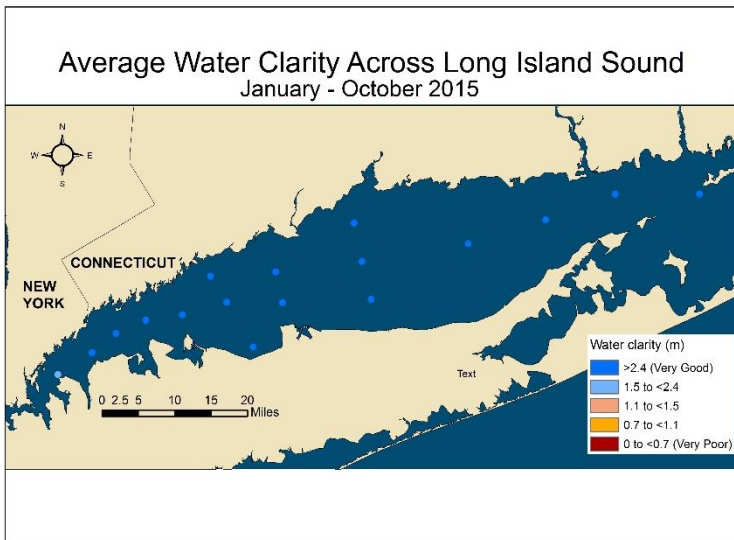 Average Water Clarity Across Long Island Sound
January - October 2015
N
W E
S
CONNECTICUT
NEW
YORK
Text
0 2.5 5 10 15 20
Miles
Water clarity (m)
>2.4 (Very Good)
1.5 to <2.4
1.1 to <1.5
0.7 to <1.1
0 to <0.7 (Very Poor)